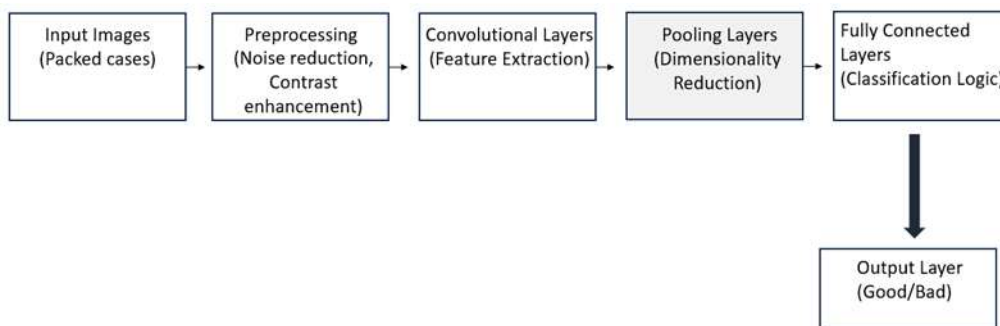 Input Images
(Packed cases)
Preprocessing
(Noise reduction,
Contrast
enhancement)
Convolutional Layers
(Feature Extraction)
Pooling Layers
(Dimensionality
Reduction)
Fully Connected
Layers
(Classification Logic)
Output Layer
(Good/Bad)